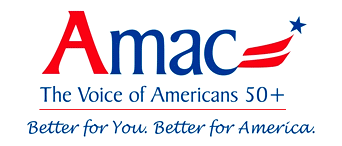 Amac
The Voice of Americans 50+
Better for You. Better for America.